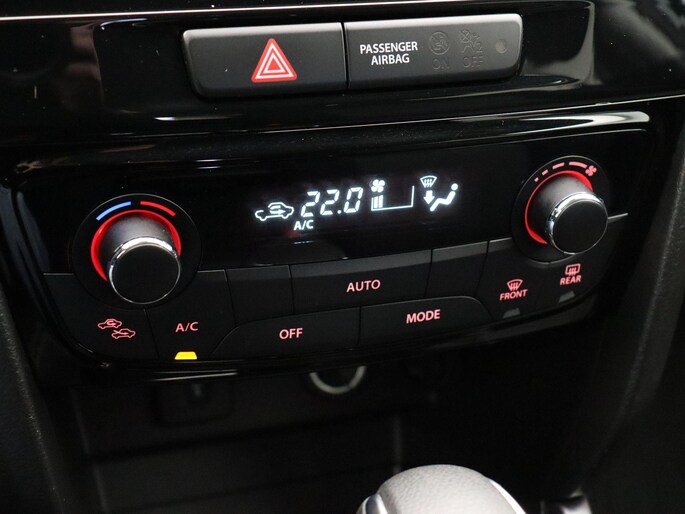 PASSENGER
AIRBAG
ON OFF
22.0
A/C
AUTO
A/C
OFF
MODE
FRONT
REAR